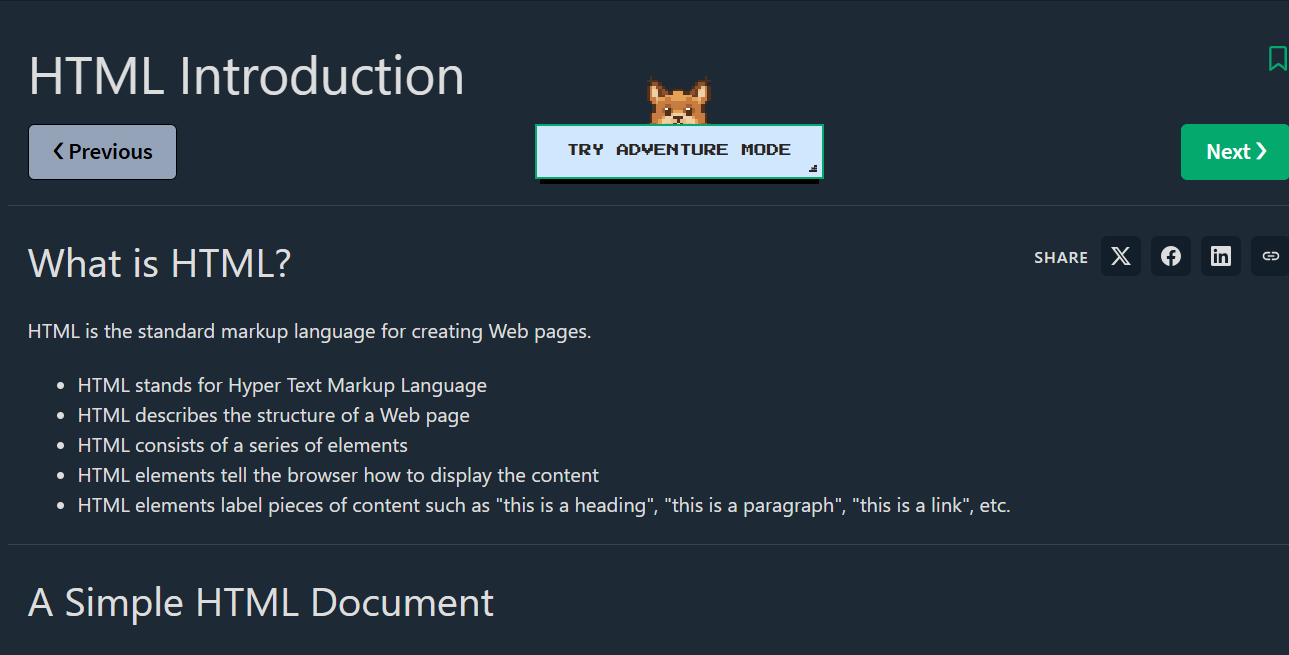 HTML Introduction
❮ Previous
TRY ADVENTURE MODE
Next ❯
What is HTML?
SHARE
HTML is the standard markup language for creating Web pages.
• HTML stands for Hyper Text Markup Language
• HTML describes the structure of a Web page
• HTML consists of a series of elements
• HTML elements tell the browser how to display the content
• HTML elements label pieces of content such as "this is a heading", "this is a paragraph", "this is a link", etc.
A Simple HTML Document